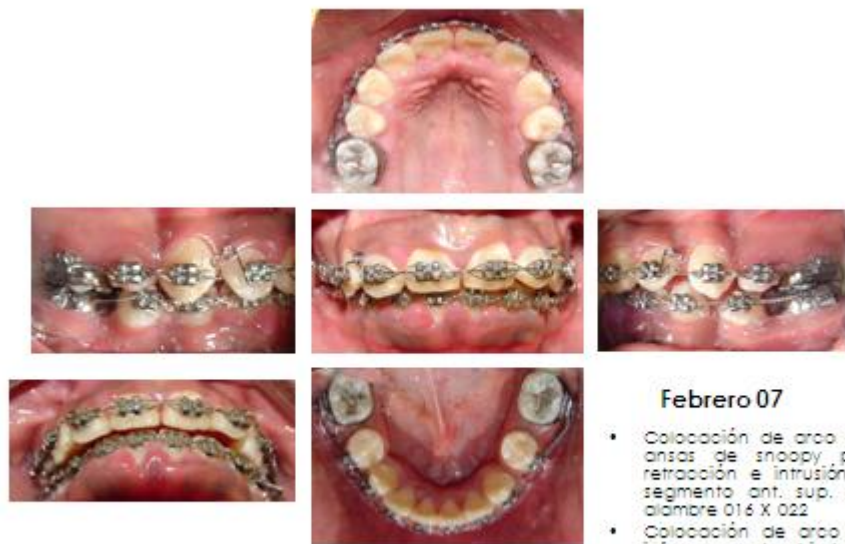 Febrero 07
• Colocación de arco
ansas de snoopy p
retracción e intrusión
segmento ant. sup.
alambre 016 X 022
• Colocación de arco